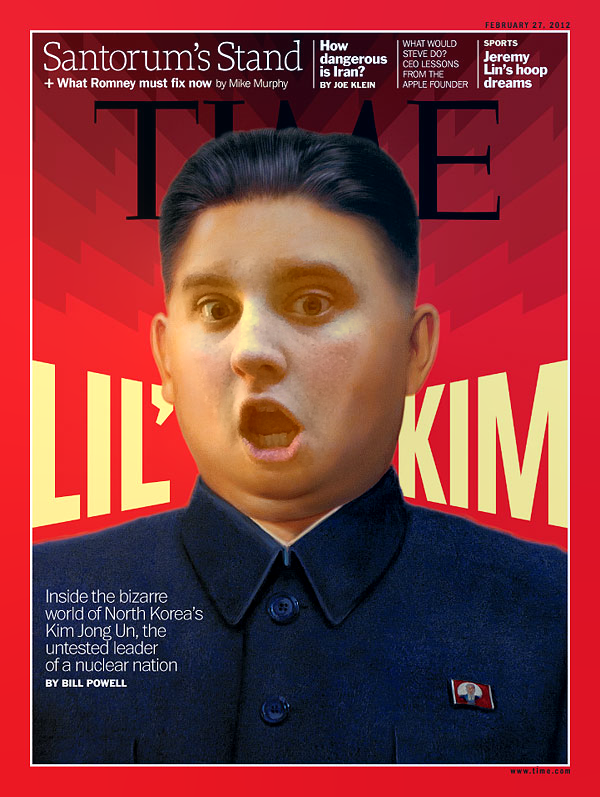 FEBRUARY 27, 2012
Santorum's Stand
+ What Romney must fix now by Mike Murphy
How
dangerous
is Iran?
BY JOE KLEIN
WHAT WOULD
STEVE DO?
CEO LESSONS
FROM THE
APPLE FOUNDER
SPORTS
Jeremy
Lin's hoop
dreams
TIME
LIL' KIM
Inside the bizarre
world of North Korea's
Kim Jong Un, the
untested leader
of a nuclear nation
BY BILL POWELL
www.time.com